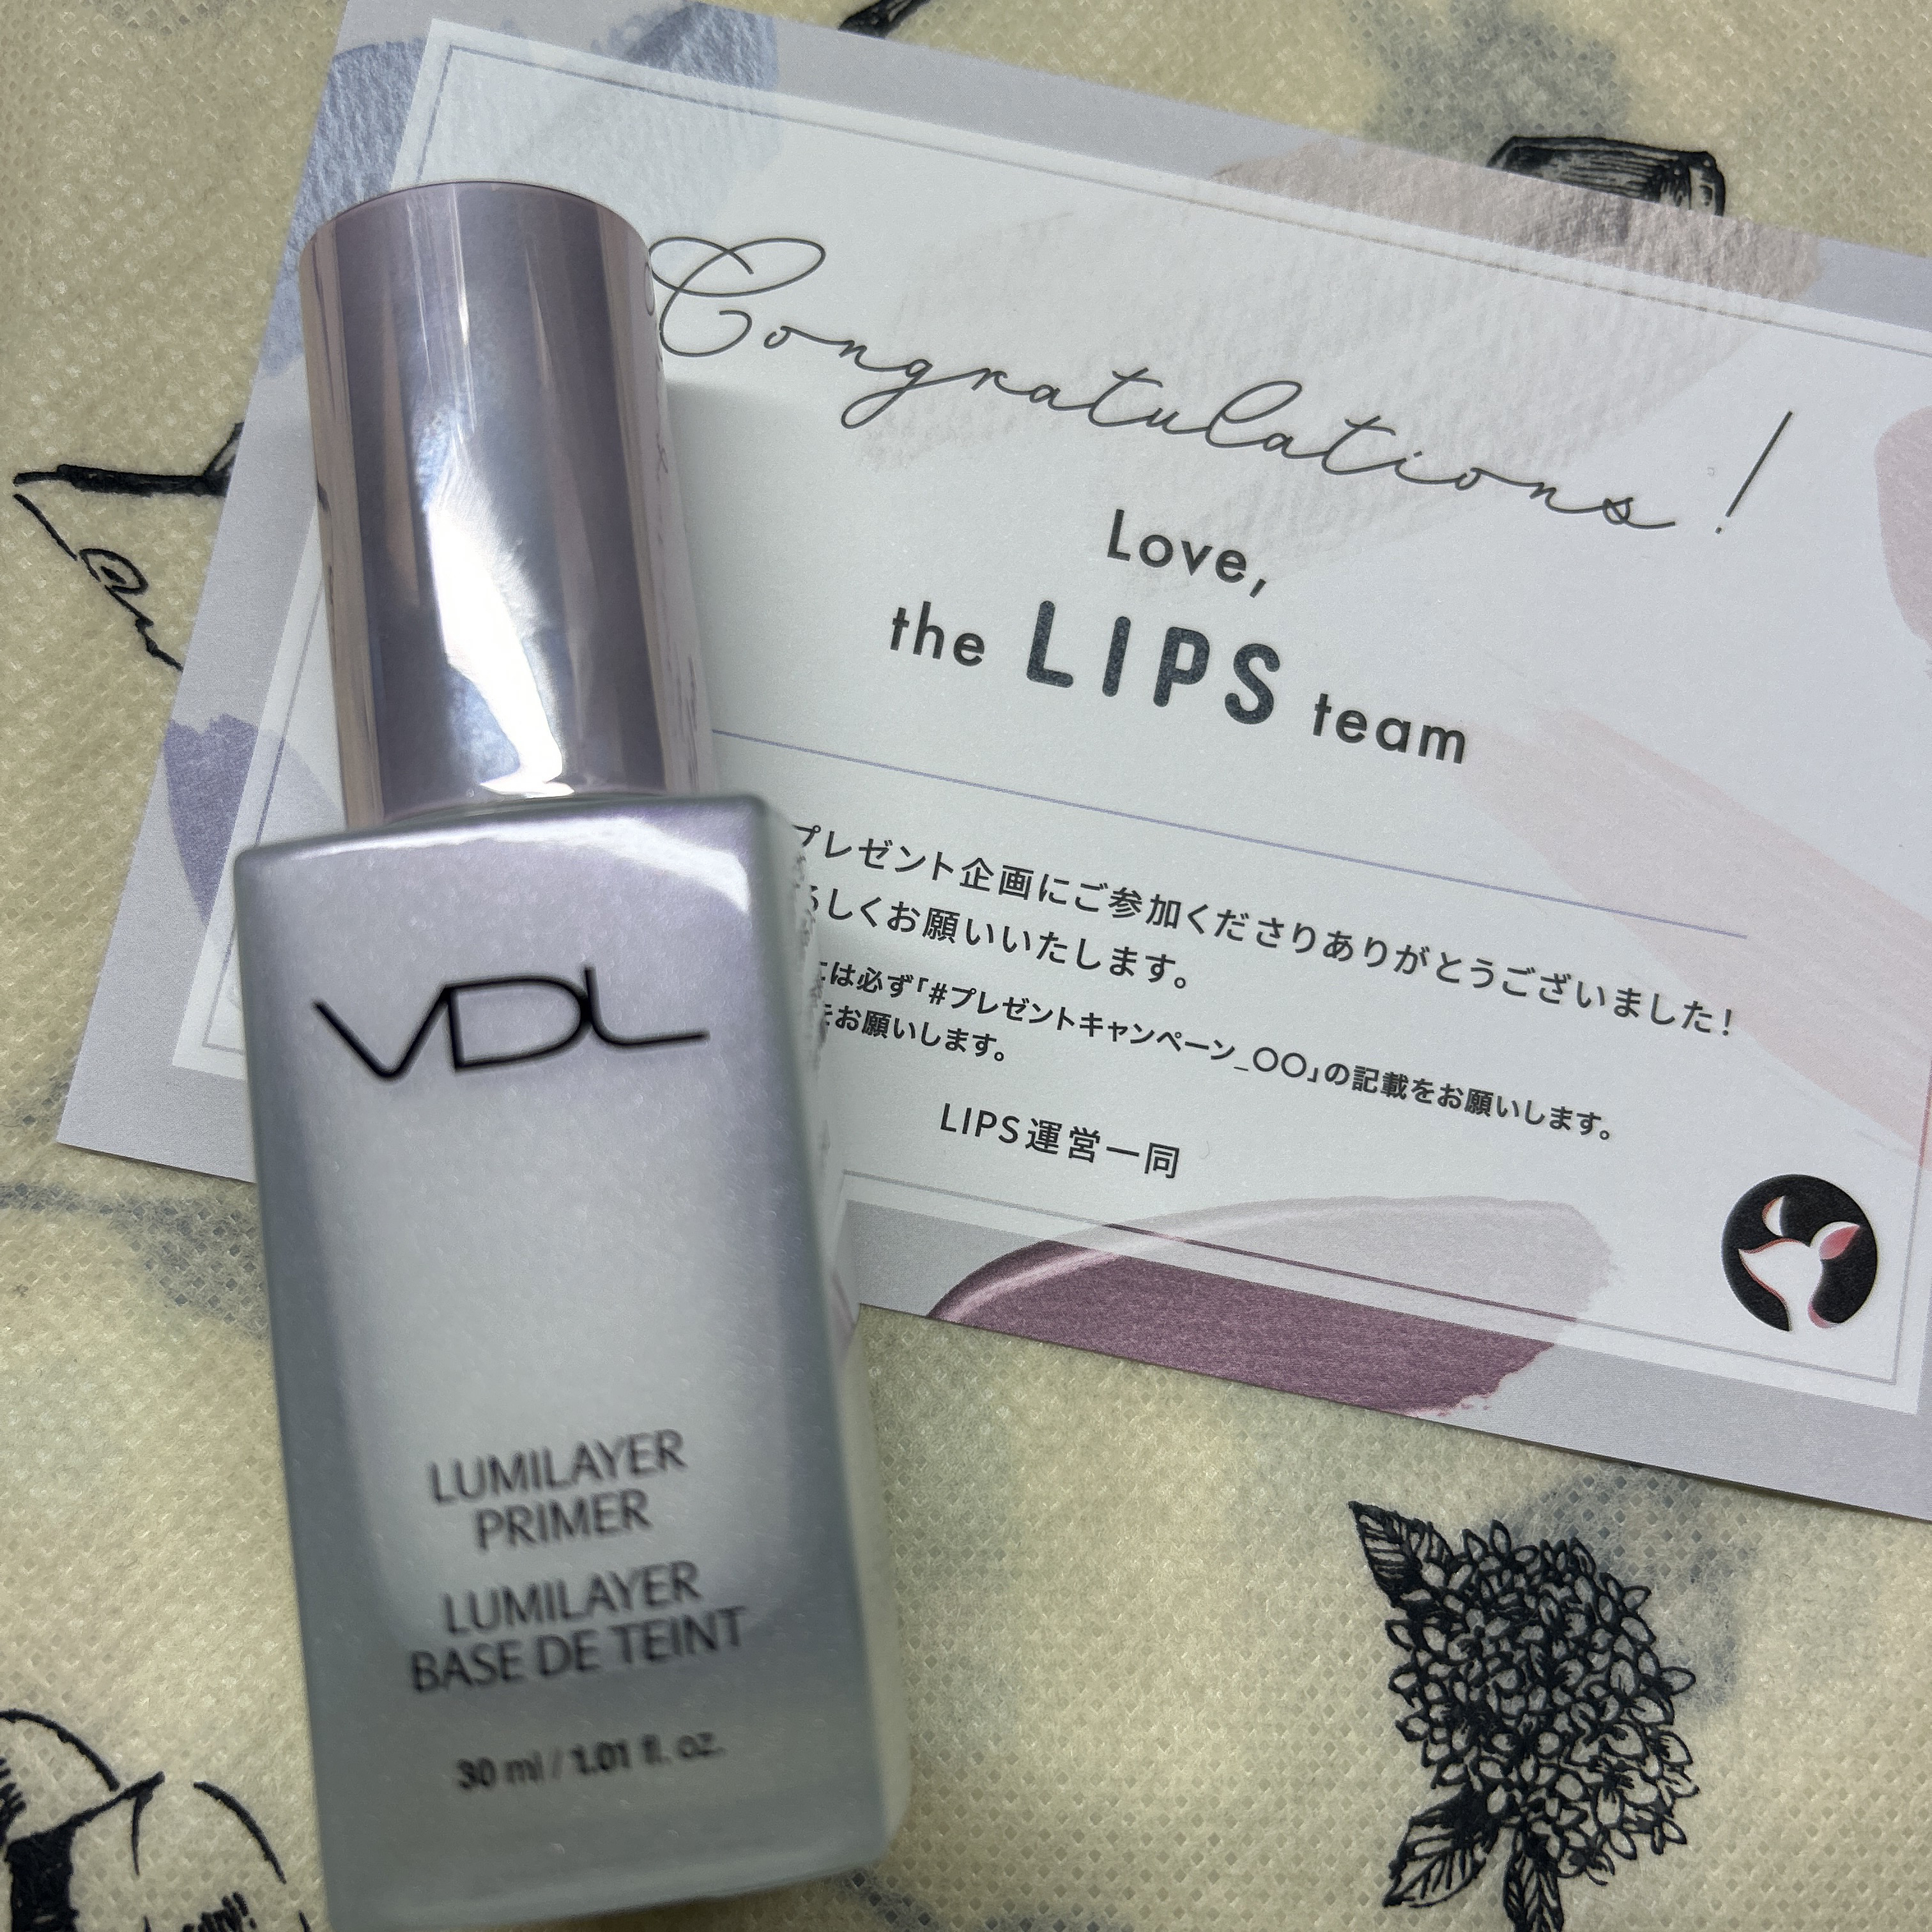 Congratulations!
Love,
the LIPS team
プレゼント企画にご参加くださりありがとうございました!
ろしくお願いいたします。
には必ず「#プレゼントキャンペーン_〇〇」の記載をお願いします。
をお願いします。
LIPS運営一同
VDL
LUMILAYER
PRIMER
LUMILAYER
BASE DE TEINT
30 ml / 1.01 fl. oz.